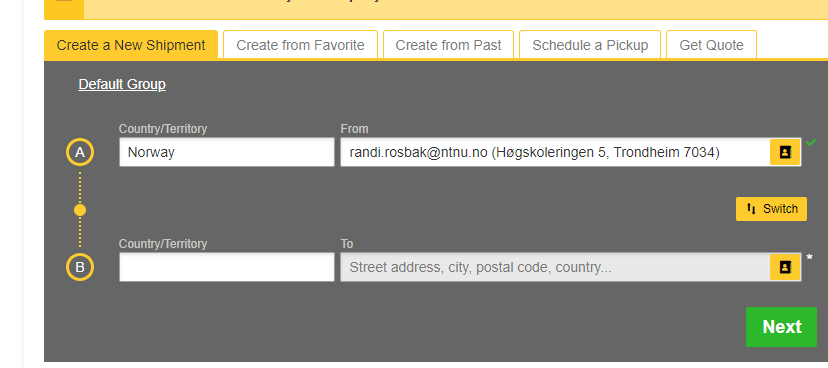 Create a New Shipment
Create from Favorite
Create from Past
Schedule a Pickup
Get Quote
Default Group
Country/Territory
From
A
Norway
randi.rosbak@ntnu.no (Høgskoleringen 5, Trondheim 7034)
Switch
Country/Territory
To
B
Street address, city, postal code, country...
*
Next